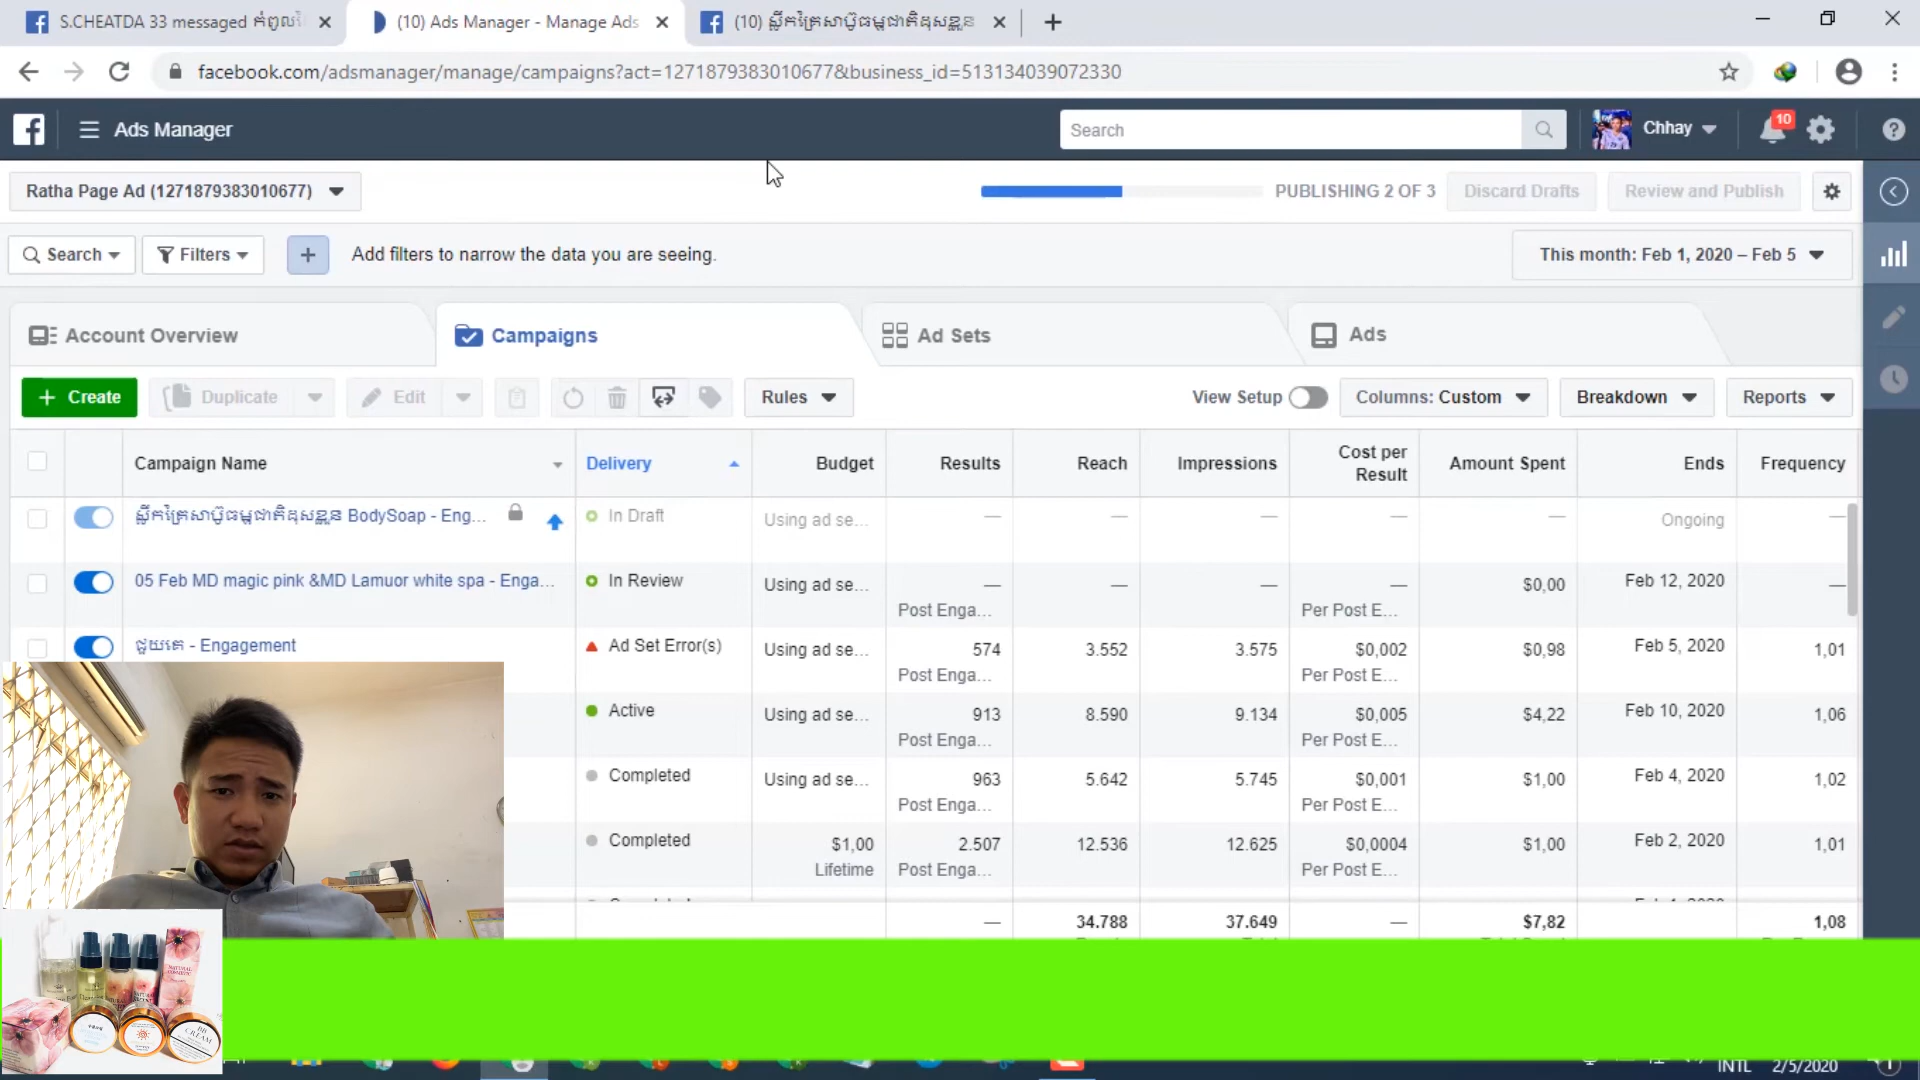 S.CHEATDA 33 messaged
(10) Ads Manager - Manage Ads
(10) ស្លឹកគ្រៃសាប៊ូធម្មជាតិដុសខ្លួន
facebook.com/adsmanager/manage/campaigns?act=1271879383010677&business_id=513134039072330
Ads Manager
Search
Chhay
10
Ratha Page Ad (1271879383010677)
PUBLISHING 2 OF 3
Discard Drafts
Review and Publish
Search
Filters
Add filters to narrow the data you are seeing.
This month: Feb 1, 2020 – Feb 5
Account Overview
Campaigns
Ad Sets
Ads
+ Create
Duplicate
Edit
Rules
View Setup
Columns: Custom
Breakdown
Reports
Campaign Name Delivery Budget Results Reach Impressions Cost per Result Amount Spent Ends Frequency
ស្លឹកគ្រៃសាប៊ូធម្មជាតិដុសខ្លួន BodySoap - Eng... In Draft Using ad se... — — — — — Ongoing —
05 Feb MD magic pink &MD Lamuor white spa - Enga... In Review Using ad se... — — — — $0,00 Feb 12, 2020 —
Post Enga... Per Post E...
ជួយគេ - Engagement Ad Set Error(s) Using ad se... 574 3.552 3.575 $0,002 $0,98 Feb 5, 2020 1,01
Post Enga... Per Post E...
Active Using ad se... 913 8.590 9.134 $0,005 $4,22 Feb 10, 2020 1,06
Post Enga... Per Post E...
Completed Using ad se... 963 5.642 5.745 $0,001 $1,00 Feb 4, 2020 1,02
Post Enga... Per Post E...
Completed $1,00 2.507 12.536 12.625 $0,0004 $1,00 Feb 2, 2020 1,01
Lifetime Post Enga... Per Post E...
— 34.788 37.649 — $7,82 1,08
NATURAL
COSMETIC
BB
CREAM
INTL 2/5/2020